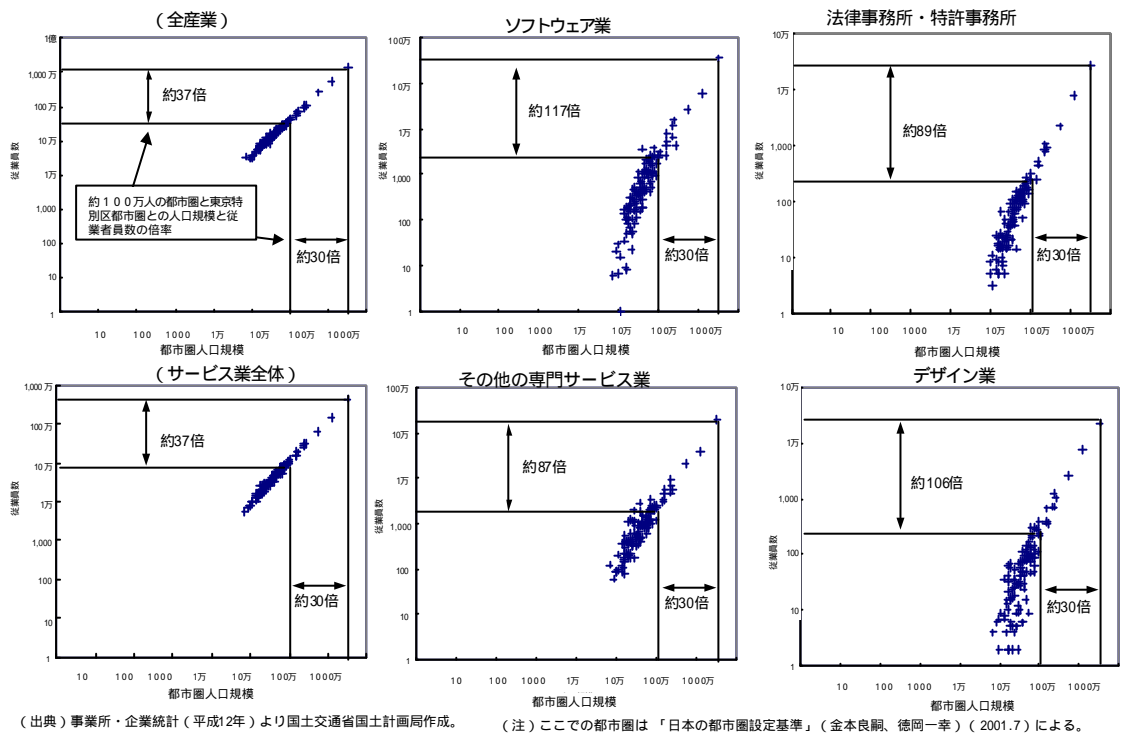 (全産業)
1億
1,000万
100万
10万
1万
1,000
100
10
1
従業員数
約37倍
約100万人の都市圏と東京特
別区都市圏との人口規模と従
業者員数の倍率
約30倍
10 100 1000 1万 10万 100万 1000万
都市圏人口規模
ソフトウェア業
100万
10万
1万
1,000
100
10
1
従業員数
約117倍
約30倍
10 100 1000 1万 10万 100万 1000万
都市圏人口規模
法律事務所・特許事務所
10万
1万
1,000
100
10
1
従業員数
約89倍
約30倍
10 100 1000 1万 10万 100万 1000万
都市圏人口規模
(サービス業全体)
1,000万
100万
10万
1万
1,000
100
10
1
従業員数
約37倍
約30倍
10 100 1000 1万 10万 100万 1000万
都市圏人口規模
その他の専門サービス業
100万
10万
1万
1,000
100
10
1
従業員数
約87倍
約30倍
10 100 1000 1万 10万 100万 1000万
都市圏人口規模
デザイン業
10万
1万
1,000
100
10
1
従業員数
約106倍
約30倍
10 100 1000 1万 10万 100万 1000万
都市圏人口規模
(出典)事業所・企業統計(平成12年)より国土交通省国土計画局作成。
(注)ここでの都市圏は 「日本の都市圏設定基準」(金本良嗣、徳岡一幸)(2001.7)による。